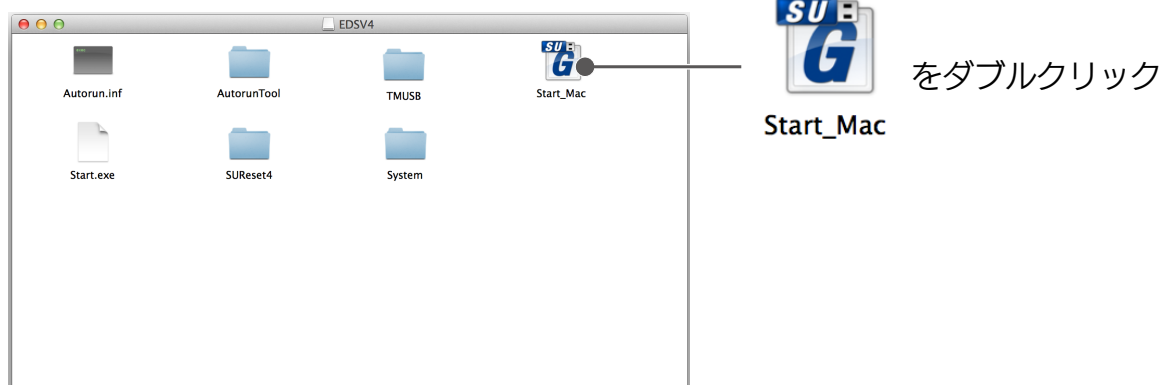 EDSV4
Autorun.inf
AutorunTool
TMUSB
SU
G
Start_Mac
Start.exe
SUReset4
System
SU
G
Start_Mac
をダブルクリック